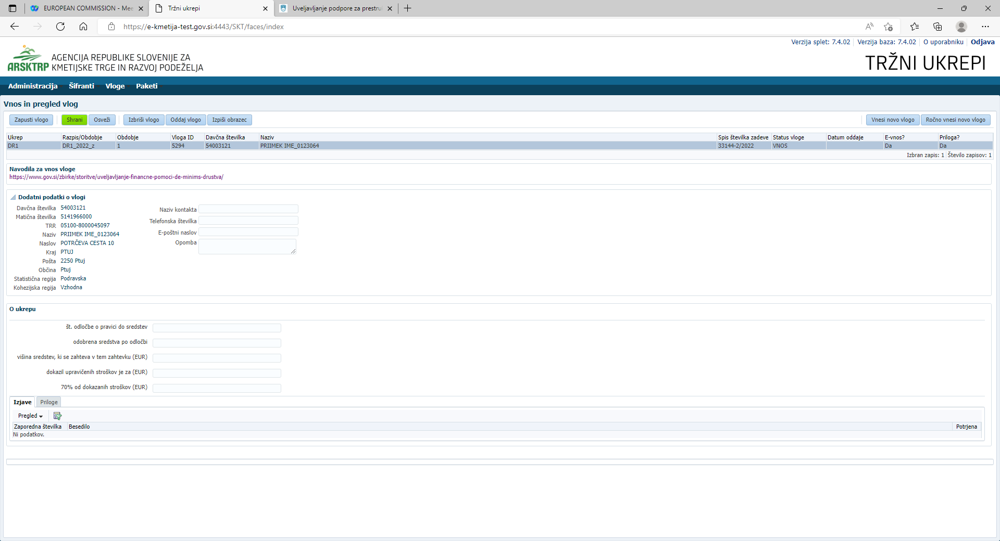 EUROPEAN COMMISSION - Mee
Tržni ukrepi
Uveljavljanje podpore za prestru
https://e-kmetija-test.gov.si:4443/SKT/faces/index
Verzija splet: 7.4.02 Verzija baza: 7.4.02 O uporabniku Odjava
ARSKTRP
AGENCIJA REPUBLIKE SLOVENIJE ZA
KMETIJSKE TRGE IN RAZVOJ PODEŽELJA
TRŽNI UKREPI
Administracija Šifranti Vloge Paketi
Vnos in pregled vlog
Zapusti vlogo Shrani Osveži Izbriši vlogo Oddaj vlogo Izpiši obrazec Vnesi novo vlogo Ročno vnesi novo vlogo
Ukrep Razpis/Obdobje Obdobje Vloga ID Davčna številka Naziv Spis številka zadeve Status vloge Datum oddaje E-vnos? Priloga?
DR1 DR1_2022_z 1 5294 54003121 PRIIMEK IME_0123064 33144-2/2022 VNOS Da Da
Izbran zapis: 1 Število zapisov: 1
Navodila za vnos vloge
https://www.gov.si/zbirke/storitve/uveljavljanje-financne-pomoci-de-minims-drustva/
Dodatni podatki o vlogi
Davčna številka 54003121
Matična številka 5141966000
TRR 05100-8000045097
Naziv PRIIMEK IME_0123064
Naslov POTRČEVA CESTA 10
Kraj PTUJ
Pošta 2250 Ptuj
Občina Ptuj
Statistična regija Podravska
Kohezijska regija Vzhodna
Naziv kontakta
Telefonska številka
E-poštni naslov
Opomba
O ukrepu
št. odločbe o pravici do sredstev
odobrena sredstva po odločbi
višina sredstev, ki se zahteva v tem zahtevku (EUR)
dokazil upravičenih stroškov je za (EUR)
70% od dokazanih stroškov (EUR)
Izjave Priloge
Pregled
Zaporedna številka Besedilo Potrjena
Ni podatkov.